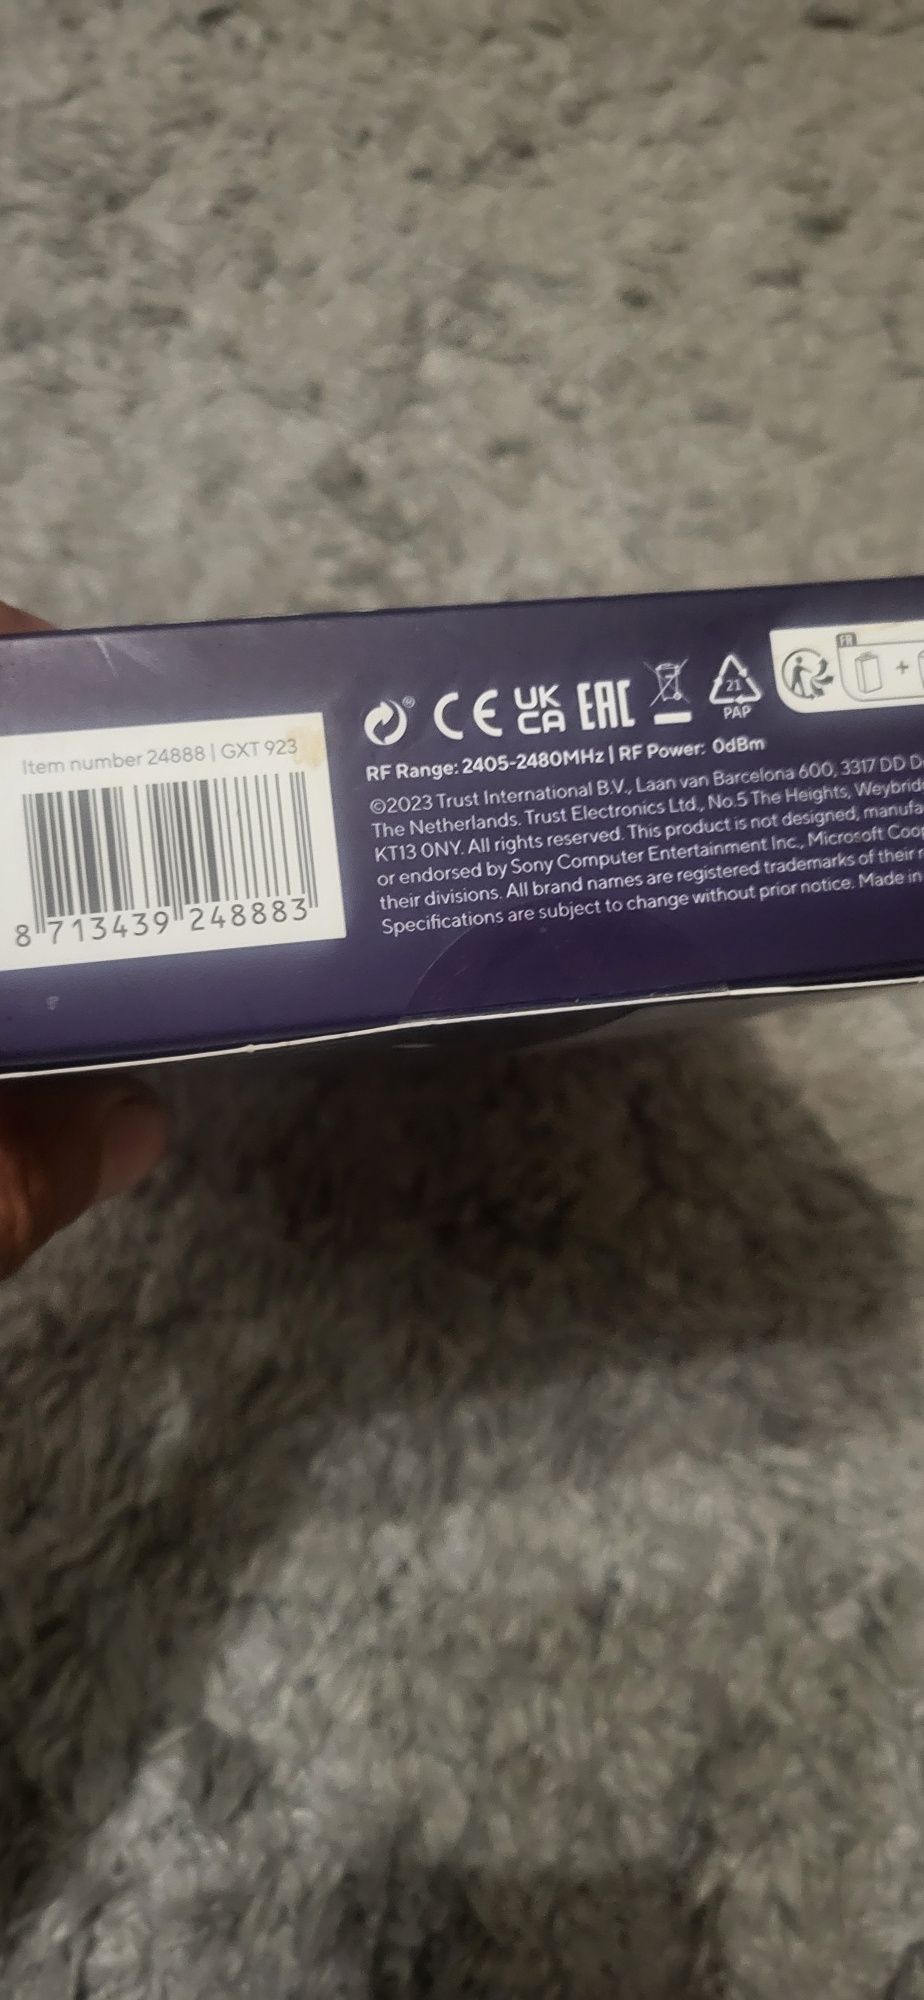 Item number 24888 | GXT 923
8 713439 248883
CE UK CA EAC 21 PAP FR
RF Range: 2405-2480MHz | RF Power: 0dBm
©2023 Trust International B.V., Laan van Barcelona 600, 3317 DD
The Netherlands. Trust Electronics Ltd., No.5 The Heights, Weybrid
KT13 0NY. All rights reserved. This product is not designed, manufa
or endorsed by Sony Computer Entertainment Inc., Microsoft
their divisions. All brand names are registered trademarks of their
Specifications are subject to change without prior notice. Made in